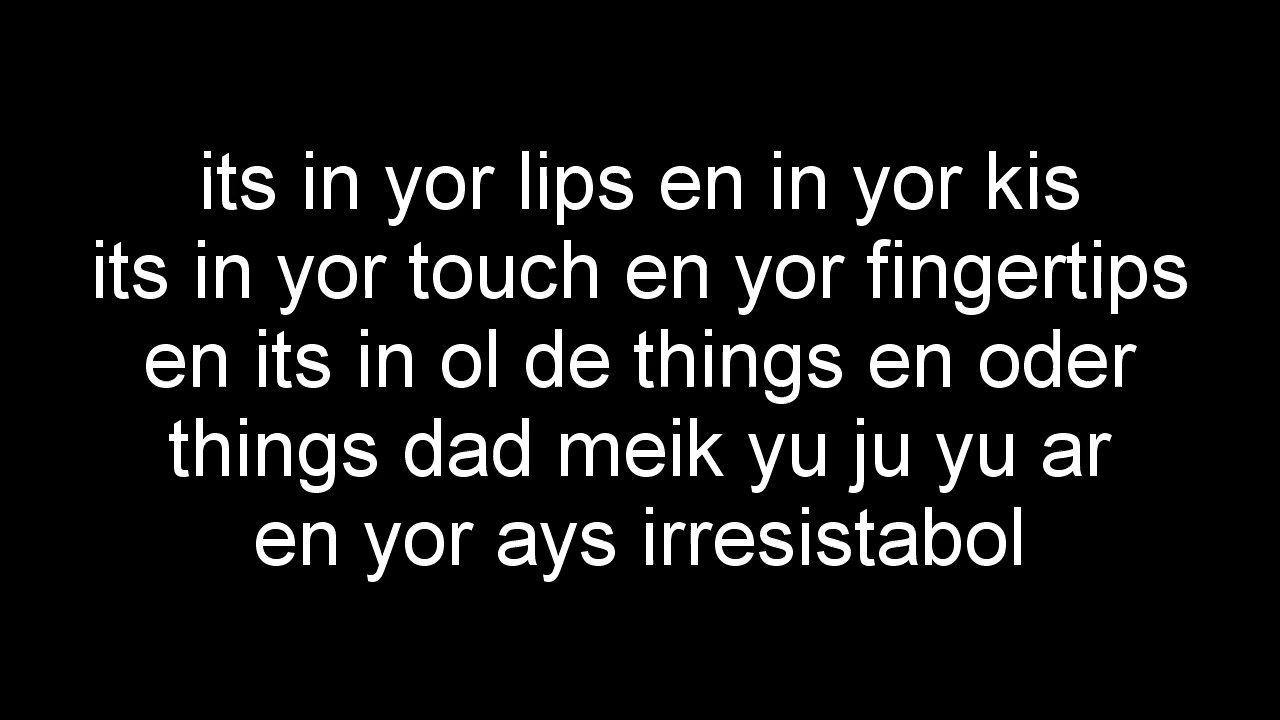 its in yor lips en in yor kis
its in yor touch en yor fingertips
en its in ol de things en oder
things dad meik yu ju yu ar
en yor ays irresistabol